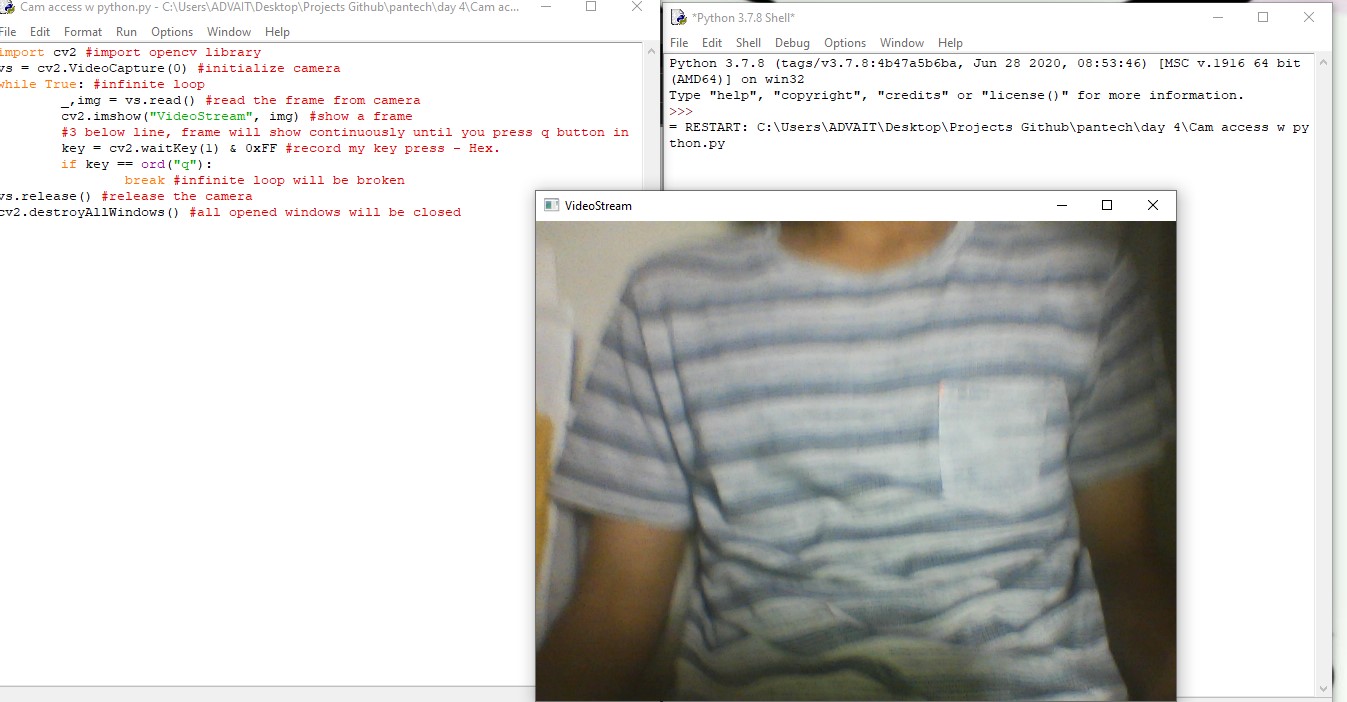 Cam access w python.py - C:\Users\ADVAIT\Desktop\Projects Github\pantech\day 4\Cam ac...
File Edit Format Run Options Window Help
import cv2 #import opencv library
vs = cv2.VideoCapture(0) #initialize camera
while True: #infinite loop
_,img = vs.read() #read the frame from camera
cv2.imshow("VideoStream", img) #show a frame
#3 below line, frame will show continuously until you press q button in
key = cv2.waitKey(1) & 0xFF #record my key press - Hex.
if key == ord("q"):
break #infinite loop will be broken
vs.release() #release the camera
cv2.destroyAllWindows() #all opened windows will be closed
*Python 3.7.8 Shell*
File Edit Shell Debug Options Window Help
Python 3.7.8 (tags/v3.7.8:4b47a5b6ba, Jun 28 2020, 08:53:46) [MSC v.1916 64 bit
(AMD64)] on win32
Type "help", "copyright", "credits" or "license()" for more information.
>>>
= RESTART: C:\Users\ADVAIT\Desktop\Projects Github\pantech\day 4\Cam access w py
thon.py
VideoStream